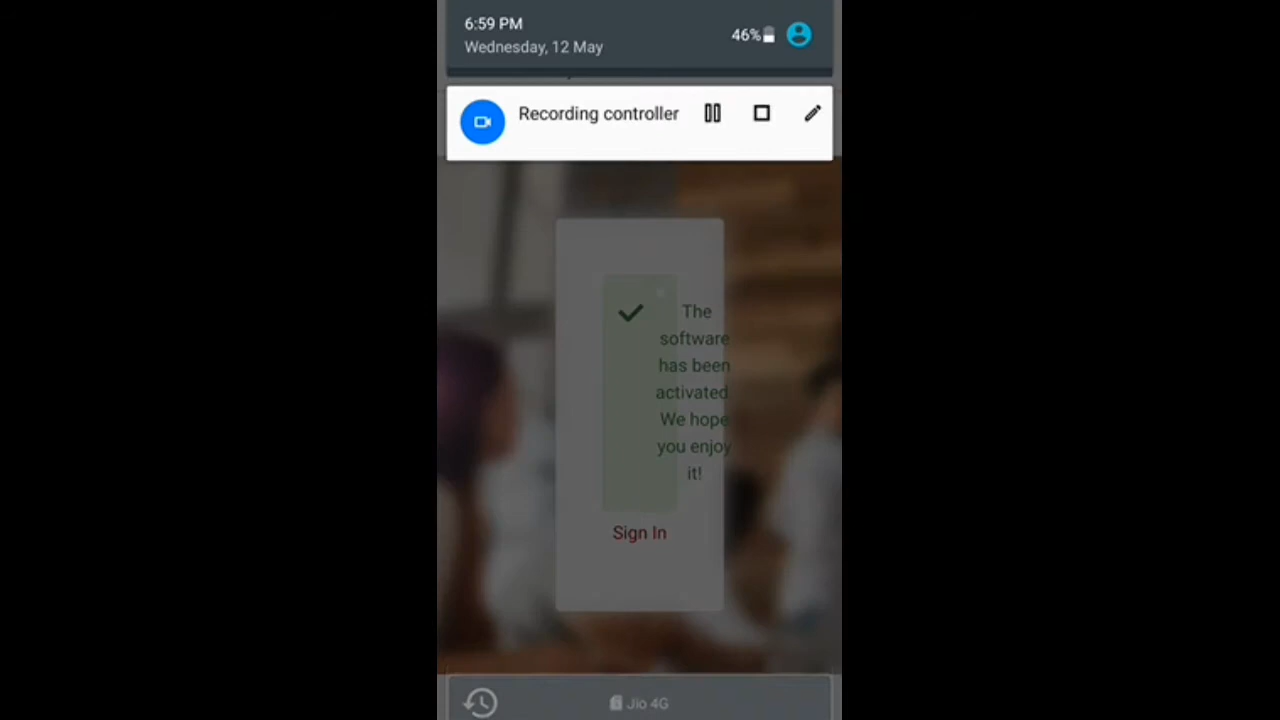 6:59 PM
Wednesday, 12 May
46%
Recording controller
The
software
has been
activated.
We hope
you enjoy
it!
Sign In
Jio 4G